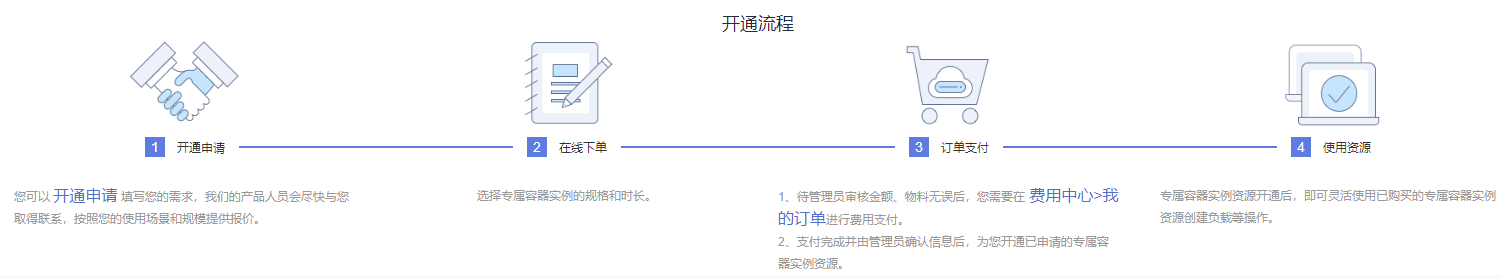 开通流程
1 开通申请
2 在线下单
3 订单支付
4 使用资源
您可以 开通申请 填写您的需求，我们的产品人员会尽快与您
取得联系，按照您的使用场景和规模提供报价。
选择专属容器实例的规格和时长。
1、待管理员审核金额、物料无误后，您需要在 费用中心>我
的订单进行费用支付。
2、支付完成并由管理员确认信息后，为您开通已申请的专属容
器实例资源。
专属容器实例资源开通后，即可灵活使用已购买的专属容器实例
资源创建负载等操作。